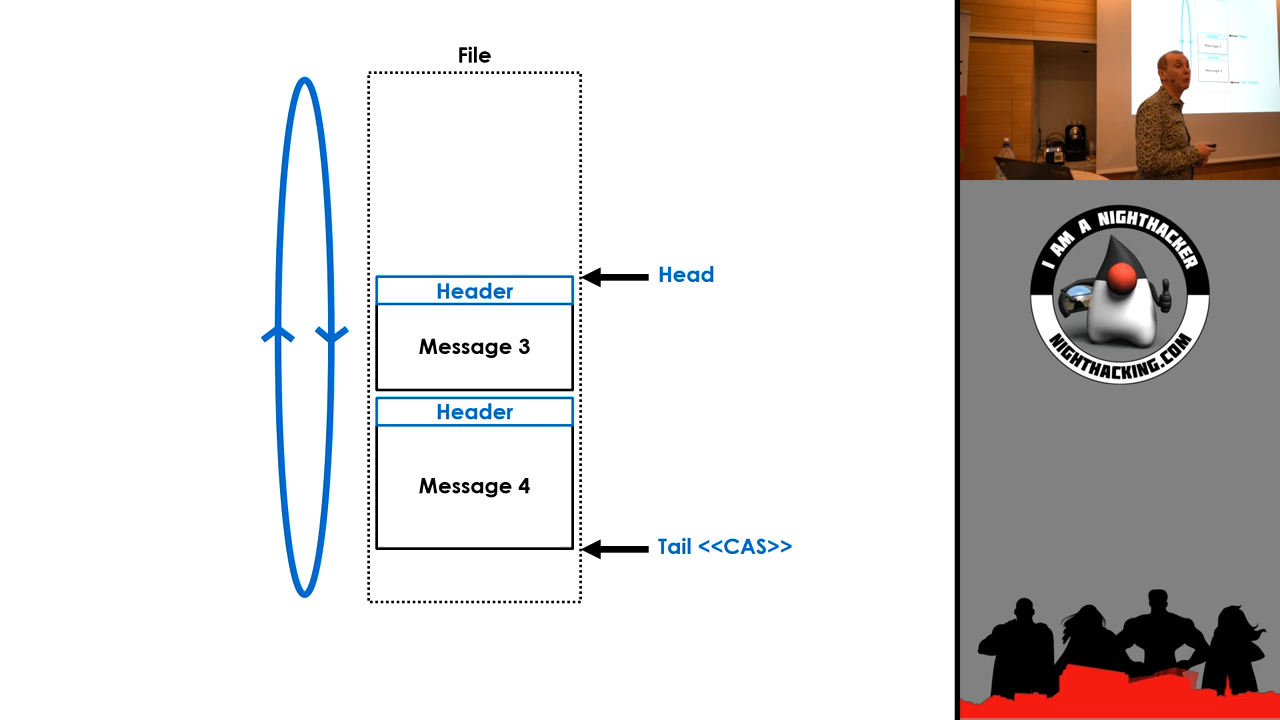 File
Header
Head
Message 3
Header
Message 4
Tail <<CAS>>
I AM A NIGHTHACKER
NIGHTHACKING.COM